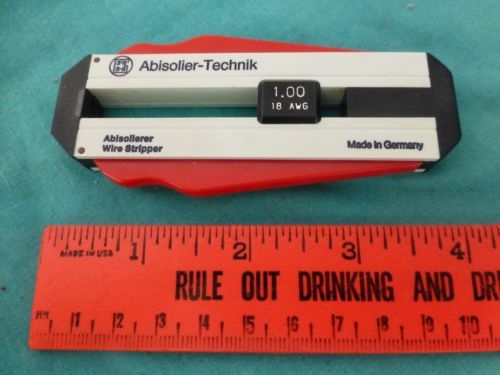 Abisolier-Technik
1.00
18 AWG
Abisolierer
Wire Stripper
Made in Germany
MADE IN USA
1 2 3 4
RULE OUT DRINKING AND DR
MM 1 2 3 4 5 6 7 8 9 10